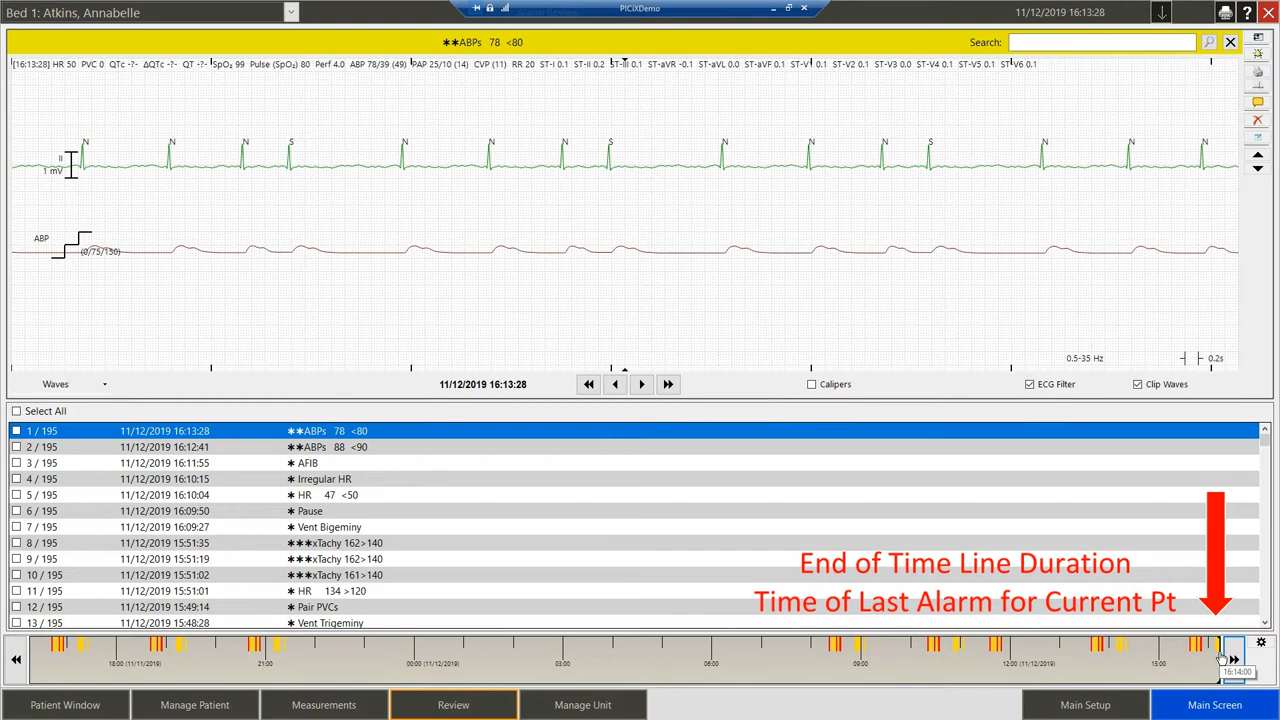 Bed 1: Atkins, Annabelle
PICiXDemo
11/12/2019 16:13:28
?
**ABPs 78 <80
Search:
[16:13:28] HR 50 PVC 0 QTc -?- ΔQTc -?- QT -?- SpO₂ 99 Pulse (SpO₂) 80 Perf 4.0 ABP 78/39 (49) PAP 25/10 (14) CVP (11) RR 20 ST-I 0.1 ST-II 0.2 ST-III 0.1 ST-aVR -0.1 ST-aVL 0.0 ST-aVF 0.1 ST-V1 0.1 ST-V2 0.1 ST-V3 0.0 ST-V4 0.1 ST-V5 0.1 ST-V6 0.1
N N N S N N N S N N N S N N N
II
1 mV
ABP
(0/75/150)
0.5-35 Hz 0.2s
Waves
11/12/2019 16:13:28
Calipers
ECG Filter
Clip Waves
Select All
1 / 195 11/12/2019 16:13:28 **ABPs 78 <80
2 / 195 11/12/2019 16:12:41 **ABPs 88 <90
3 / 195 11/12/2019 16:11:55 * AFIB
4 / 195 11/12/2019 16:10:15 * Irregular HR
5 / 195 11/12/2019 16:10:04 * HR 47 <50
6 / 195 11/12/2019 16:09:50 * Pause
7 / 195 11/12/2019 16:09:27 * Vent Bigeminy
8 / 195 11/12/2019 15:51:35 ***xTachy 162>140
9 / 195 11/12/2019 15:51:19 ***xTachy 162>140
10 / 195 11/12/2019 15:51:02 ***xTachy 161>140
11 / 195 11/12/2019 15:51:01 * HR 134 >120
12 / 195 11/12/2019 15:49:14 * Pair PVCs
13 / 195 11/12/2019 15:48:28 * Vent Trigeminy
End of Time Line Duration
Time of Last Alarm for Current Pt
18:00 (11/11/2019) 21:00 00:00 (11/12/2019) 03:00 06:00 09:00 12:00 (11/12/2019) 15:00
16:14:00
Patient Window
Manage Patient
Measurements
Review
Manage Unit
Main Setup
Main Screen